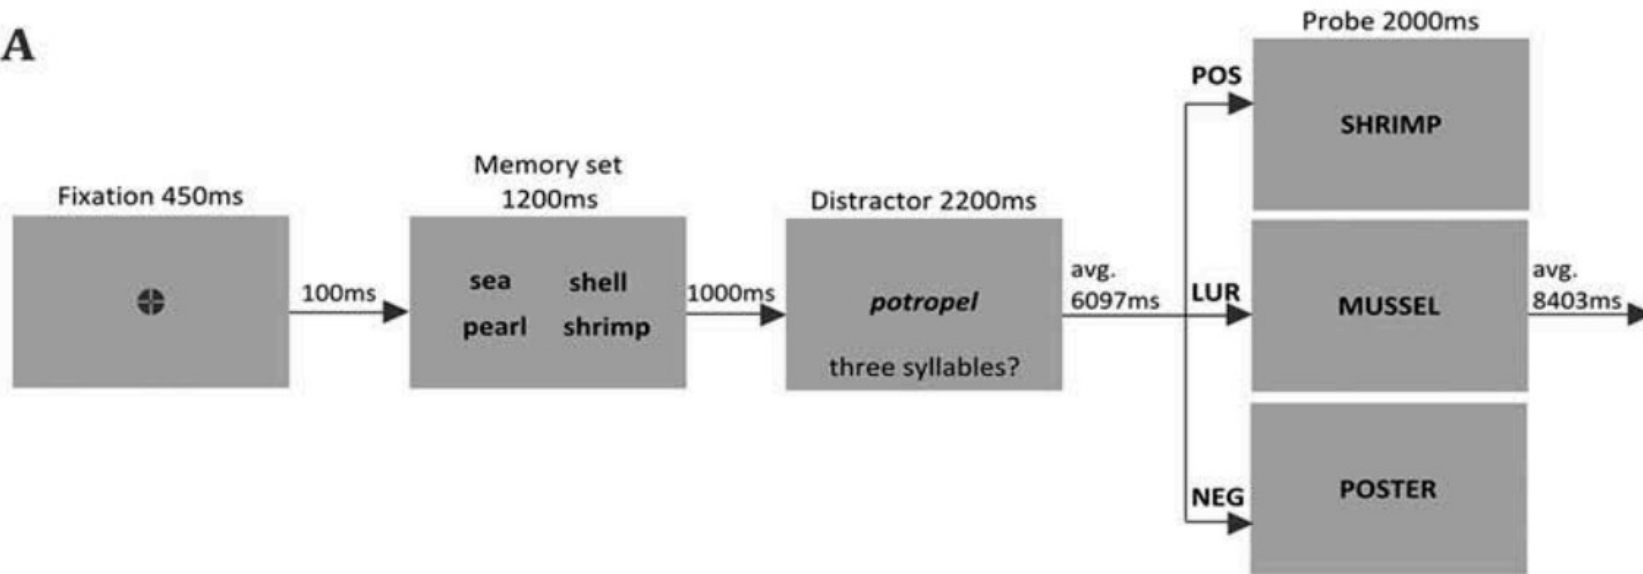 A
Fixation 450ms
100ms
Memory set
1200ms
sea shell
pearl shrimp
1000ms
Distractor 2200ms
potropel
three syllables?
avg.
6097ms
Probe 2000ms
POS
SHRIMP
LUR
MUSSEL
NEG
POSTER
avg.
8403ms